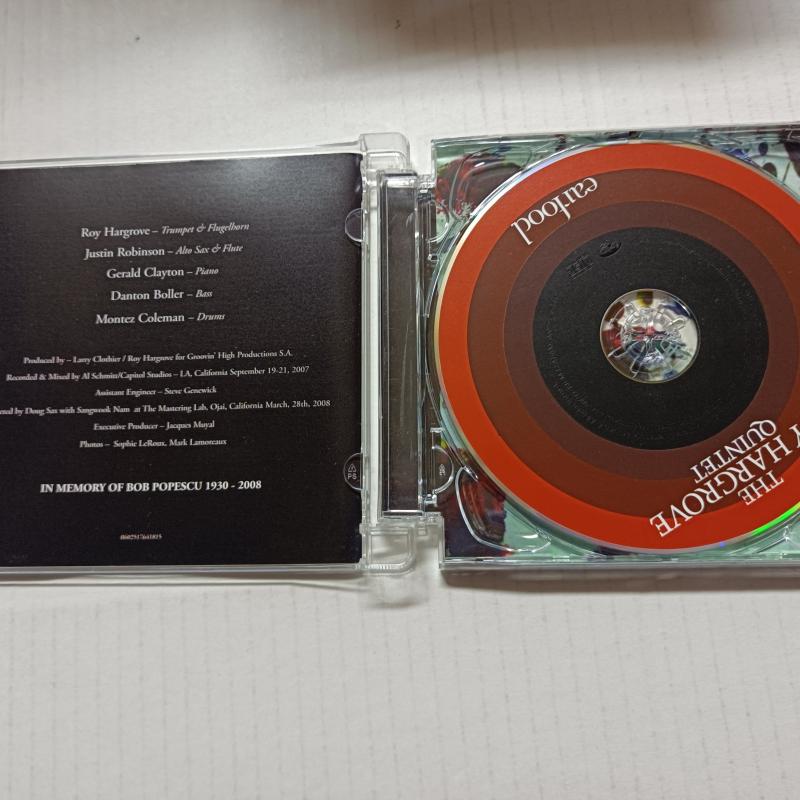 Roy Hargrove – Trumpet & Flugelhorn
Justin Robinson – Alto Sax & Flute
Gerald Clayton – Piano
Danton Boller – Bass
Montez Coleman – Drums
Produced by – Larry Clothier / Roy Hargrove for Groovin' High Productions S.A.
Recorded & Mixed by Al Schmitt/Capitol Studios – LA, California September 19-21, 2007
Assistant Engineer – Steve Genewick
ered by Doug Sax with Sangwook Nam at The Mastering Lab, Ojai, California March, 28th, 2008
Executive Producer – Jacques Muyal
Photos – Sophie LeRoux, Mark Lamoreaux
IN MEMORY OF BOB POPESCU 1930 - 2008
PS
earfood
THE
Y HARGROVE
QUINTET